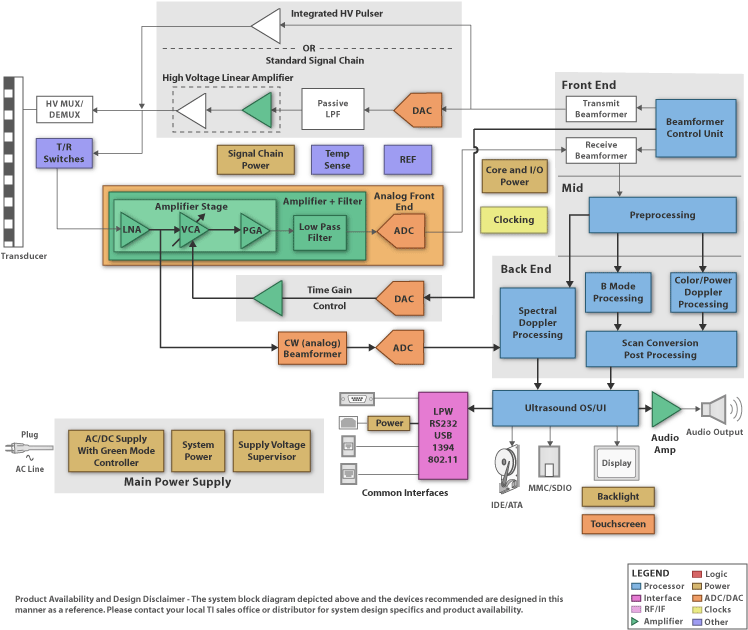 Integrated HV Pulser
OR
Standard Signal Chain
High Voltage Linear Amplifier
Passive
LPF
DAC
Front End
Transmit
Beamformer
Beamformer
Control Unit
Receive
Beamformer
HV MUX/
DEMUX
T/R
Switches
Signal Chain
Power
Temp
Sense
REF
Core and I/O
Power
Clocking
Mid
Preprocessing
Amplifier Stage
Amplifier + Filter
Analog Front
End
LNA
VCA
PGA
Low Pass
Filter
ADC
Transducer
Back End
B Mode
Processing
Color/Power
Doppler
Processing
Time Gain
Control
DAC
Spectral
Doppler
Processing
Scan Conversion
Post Processing
CW (analog)
Beamformer
ADC
Ultrasound OS/UI
Audio
Amp
Audio Output
LPW
RS232
USB
1394
802.11
Power
Common Interfaces
IDE/ATA
MMC/SDIO
Display
Backlight
Touchscreen
Plug
AC Line
AC/DC Supply
With Green Mode
Controller
System
Power
Supply Voltage
Supervisor
Main Power Supply
LEGEND
Processor
Interface
RF/IF
Amplifier
Logic
Power
ADC/DAC
Clocks
Other
Product Availability and Design Disclaimer - The system block diagram depicted above and the devices recommended are designed in this
manner as a reference. Please contact your local TI sales office or distributor for system design specifics and product availability.